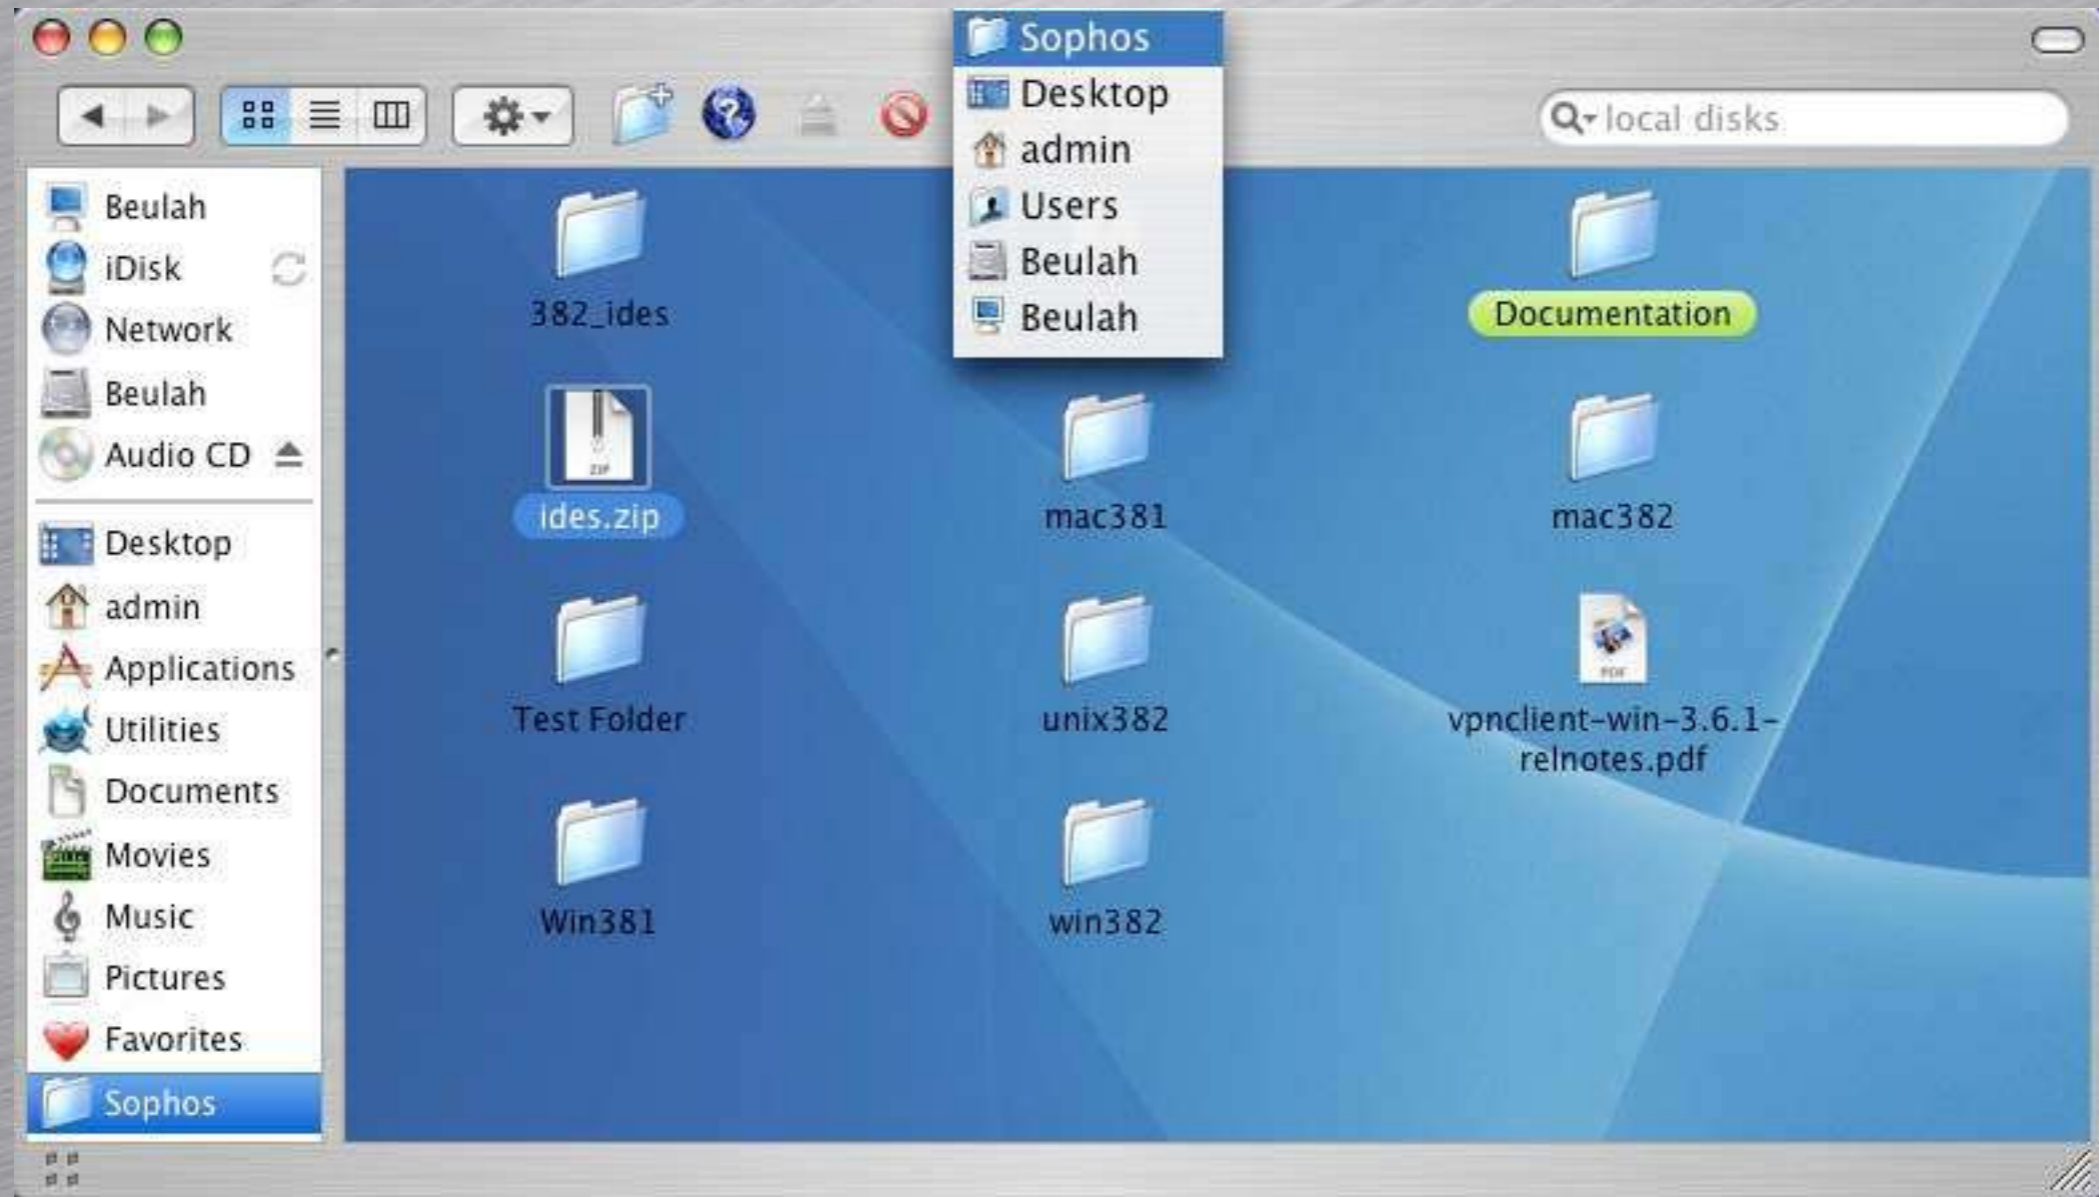 Sophos
Desktop
admin
Users
Beulah
Beulah
local disks
Beulah
iDisk
Network
Beulah
Audio CD
Desktop
admin
Applications
Utilities
Documents
Movies
Music
Pictures
Favorites
Sophos
382_ides
Documentation
ZIP
ides.zip
mac381
mac382
Test Folder
unix382
PDF
vpnclient-win-3.6.1-
relnotes.pdf
Win381
win382